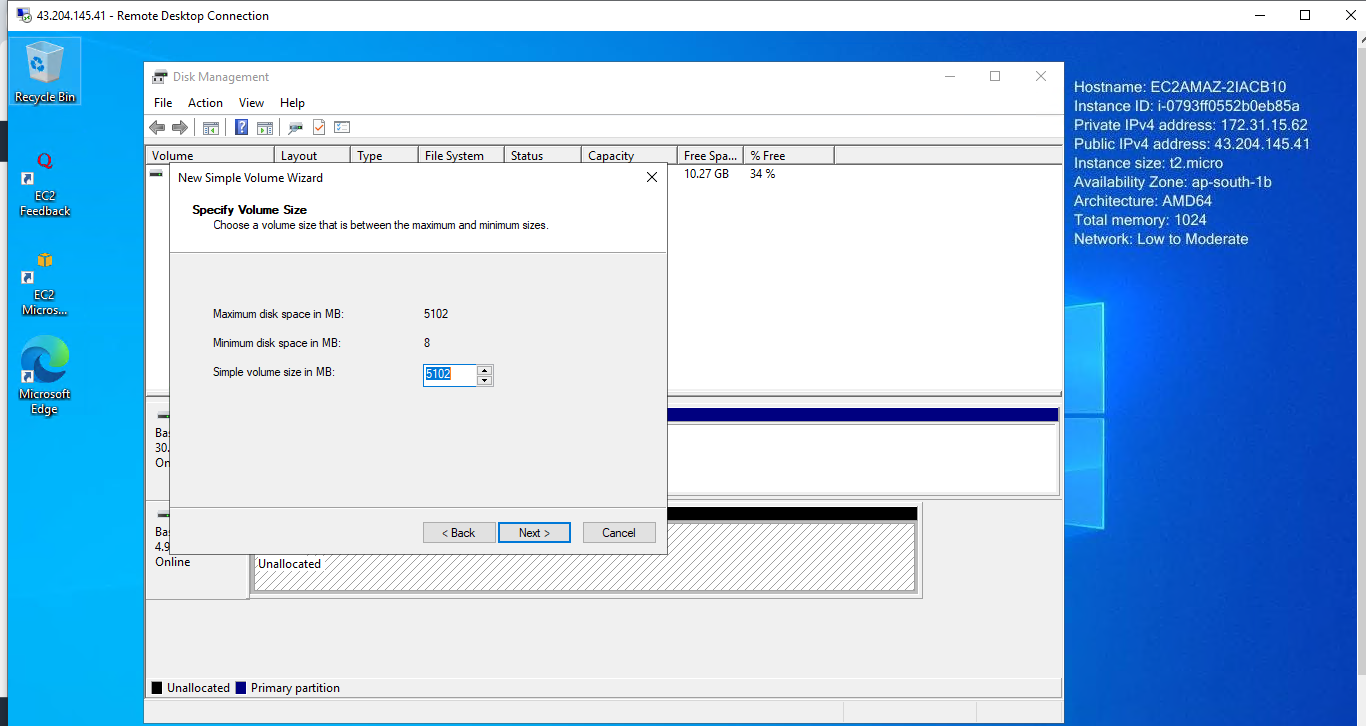 43.204.145.41 - Remote Desktop Connection
Recycle Bin
EC2
Feedback
EC2
Micros...
Microsoft
Edge
Disk Management
File Action View Help
Volume Layout Type File System Status Capacity Free Spa... % Free
10.27 GB 34 %
New Simple Volume Wizard
Specify Volume Size
Choose a volume size that is between the maximum and minimum sizes.
Maximum disk space in MB: 5102
Minimum disk space in MB: 8
Simple volume size in MB: 5102
< Back Next > Cancel
Bas
30.
On
Bas
4.9
Online
Unallocated
Unallocated Primary partition
Hostname: EC2AMAZ-2IACB10
Instance ID: i-0793ff0552b0eb85a
Private IPv4 address: 172.31.15.62
Public IPv4 address: 43.204.145.41
Instance size: t2.micro
Availability Zone: ap-south-1b
Architecture: AMD64
Total memory: 1024
Network: Low to Moderate